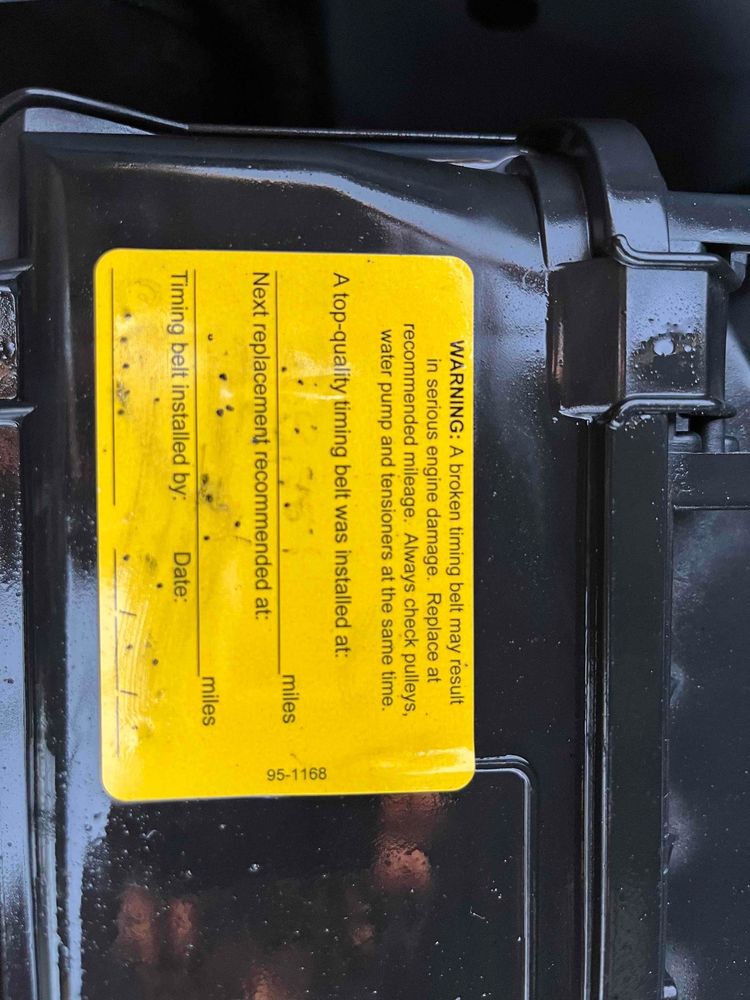 WARNING: A broken timing belt may result
in serious engine damage. Replace at
recommended mileage. Always check pulleys,
water pump and tensioners at the same time.
A top-quality timing belt was installed at:
miles
Next replacement recommended at:
miles
Timing belt installed by: Date:
/ /
95-1168